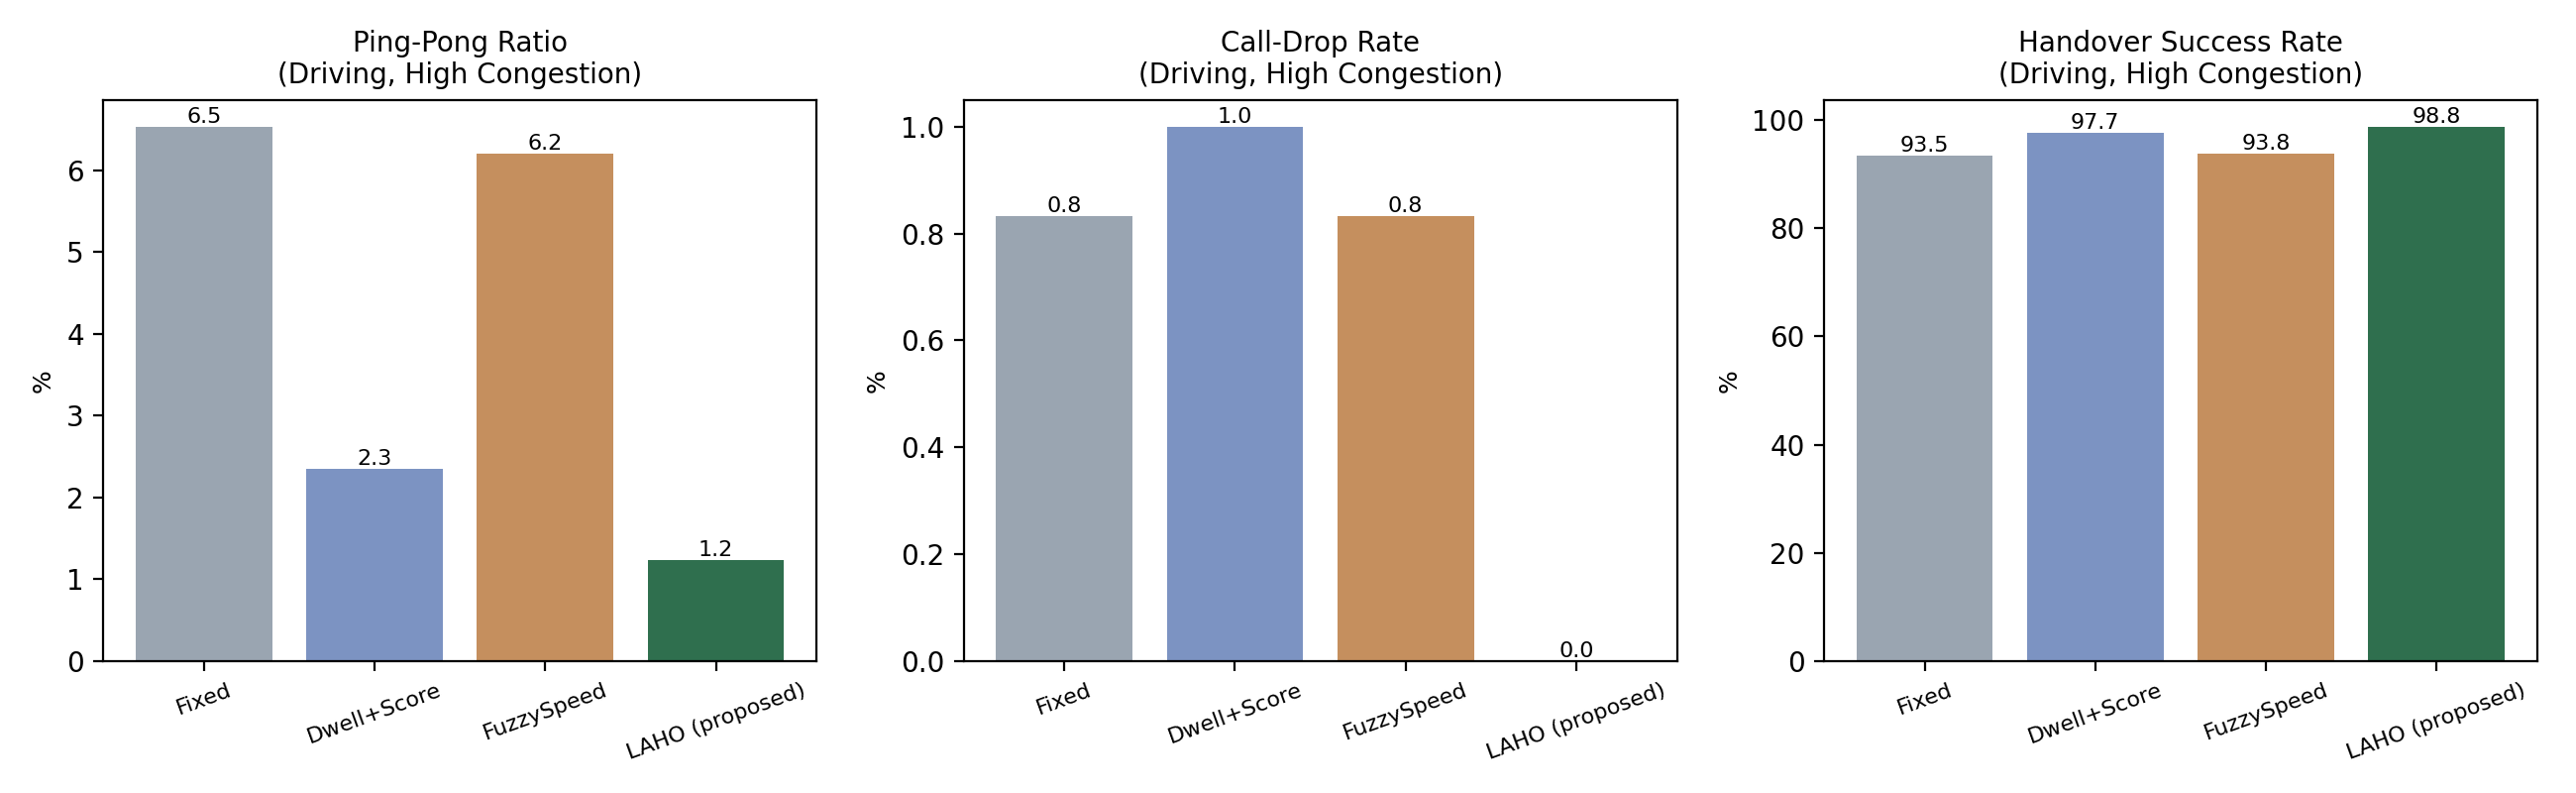 Ping-Pong Ratio
(Driving, High Congestion)
%
6
5
4
3
2
1
0
6.5
2.3
6.2
1.2
Fixed
Dwell+Score
FuzzySpeed
LAHO (proposed)
Call-Drop Rate
(Driving, High Congestion)
%
1.0
0.8
0.6
0.4
0.2
0.0
0.8
1.0
0.8
0.0
Fixed
Dwell+Score
FuzzySpeed
LAHO (proposed)
Handover Success Rate
(Driving, High Congestion)
%
100
80
60
40
20
0
93.5
97.7
93.8
98.8
Fixed
Dwell+Score
FuzzySpeed
LAHO (proposed)